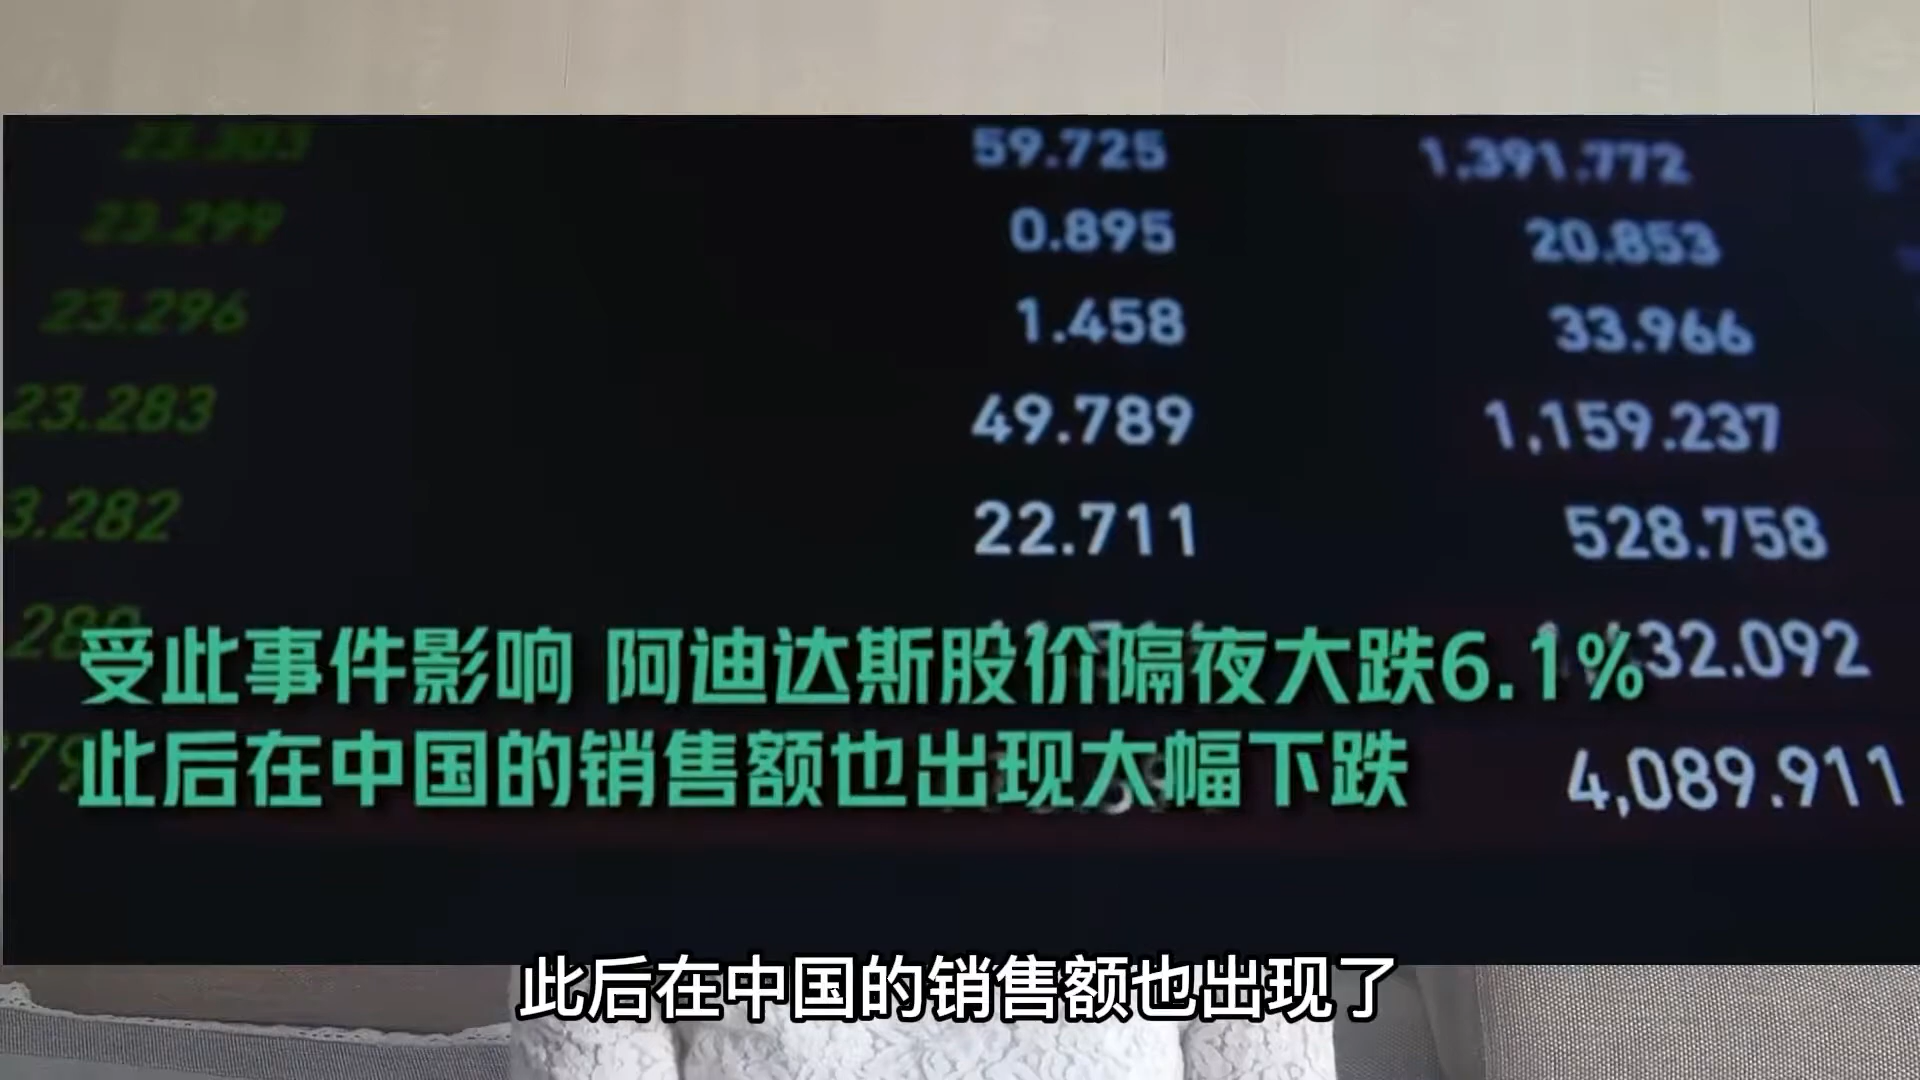 23.303 59.725 1,391.772
23.299 0.895 20.853
23.296 1.458 33.966
23.283 49.789 1,159.237
3.282 22.711 528.758
32.092
受此事件影响 阿迪达斯股价隔夜大跌6.1%
此后在中国的销售额也出现大幅下跌
4,089.911
此后在中国的销售额也出现了